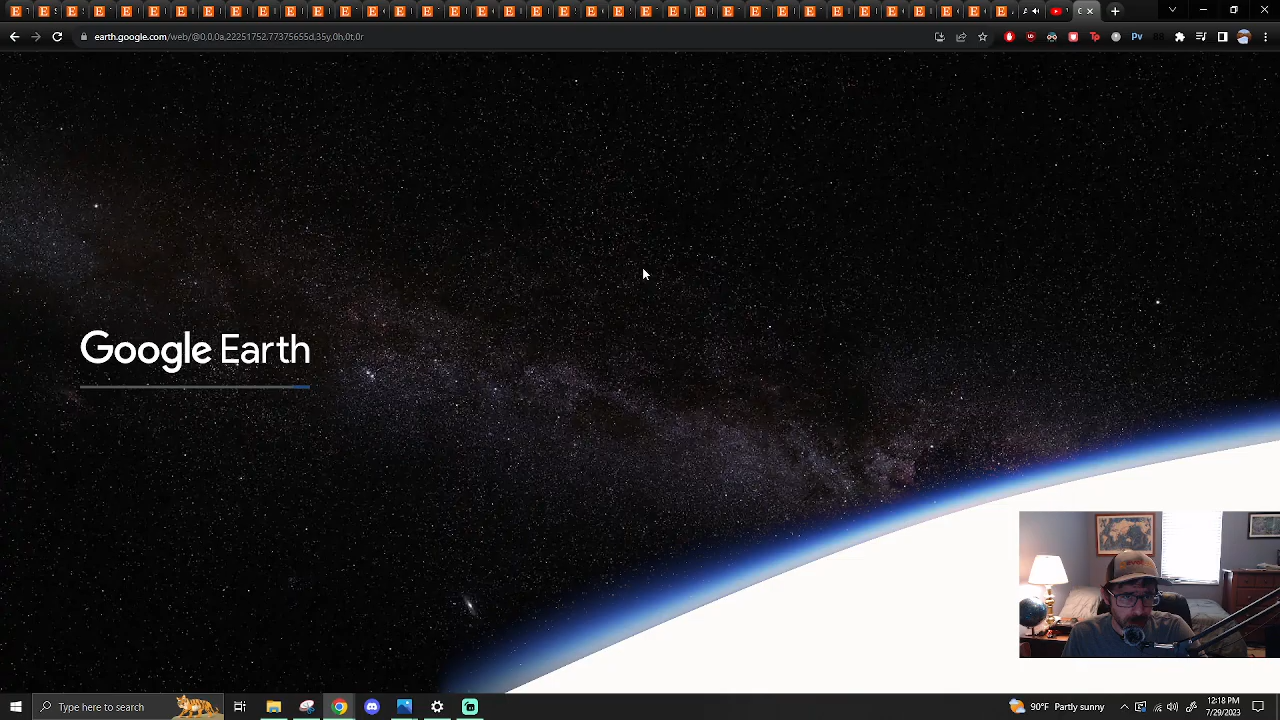 earth.google.com/web/@0,0,0a,22251752.77375655d,35y,0h,0t,0r
Google Earth
Type here to search
90°F Partly sunny
12:18 PM
7/29/2023